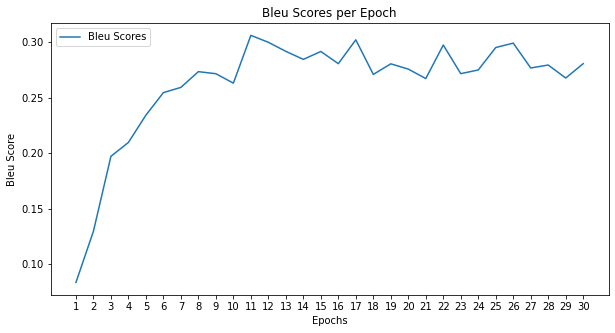 Bleu Scores per Epoch
Bleu Scores
0.30
0.25
0.20
0.15
0.10
Bleu Score
1 2 3 4 5 6 7 8 9 10 11 12 13 14 15 16 17 18 19 20 21 22 23 24 25 26 27 28 29 30
Epochs